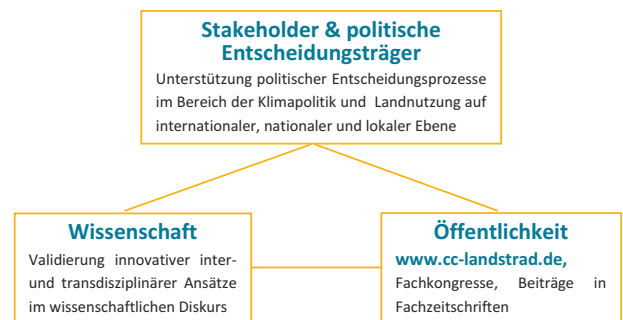 Stakeholder & politische
Entscheidungsträger
Unterstützung politischer Entscheidungsprozesse
im Bereich der Klimapolitik und Landnutzung auf
internationaler, nationaler und lokaler Ebene
Wissenschaft
Validierung innovativer inter-
und transdisziplinärer Ansätze
im wissenschaftlichen Diskurs
Öffentlichkeit
www.cc-landstrad.de,
Fachkongresse, Beiträge in
Fachzeitschriften